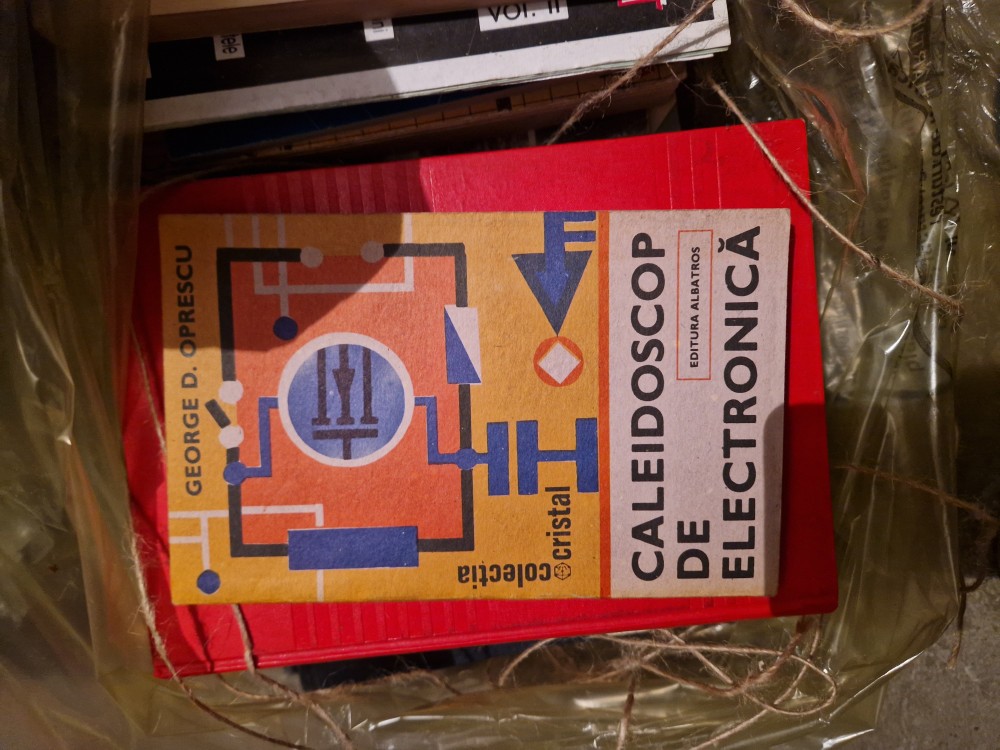 VOL. II
GEORGE D. OPRESCU
colecția
cristal
CALEIDOSCOP
DE
ELECTRONICĂ
EDITURA ALBATROS